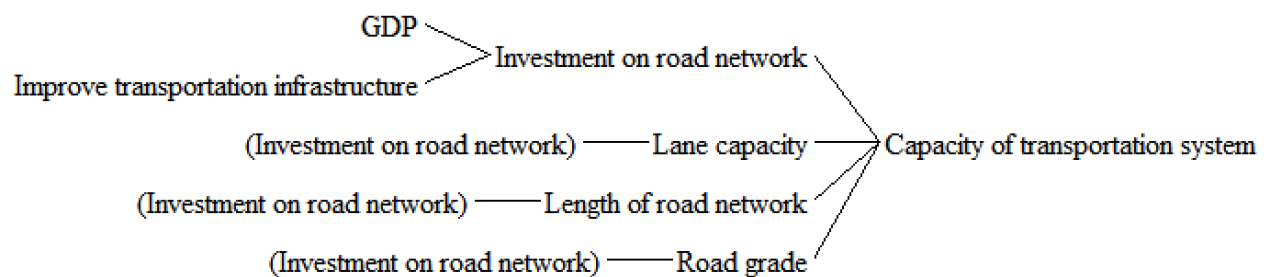 GDP
Investment on road network
Improve transportation infrastructure
(Investment on road network) Lane capacity Capacity of transportation system
(Investment on road network) Length of road network
(Investment on road network) Road grade